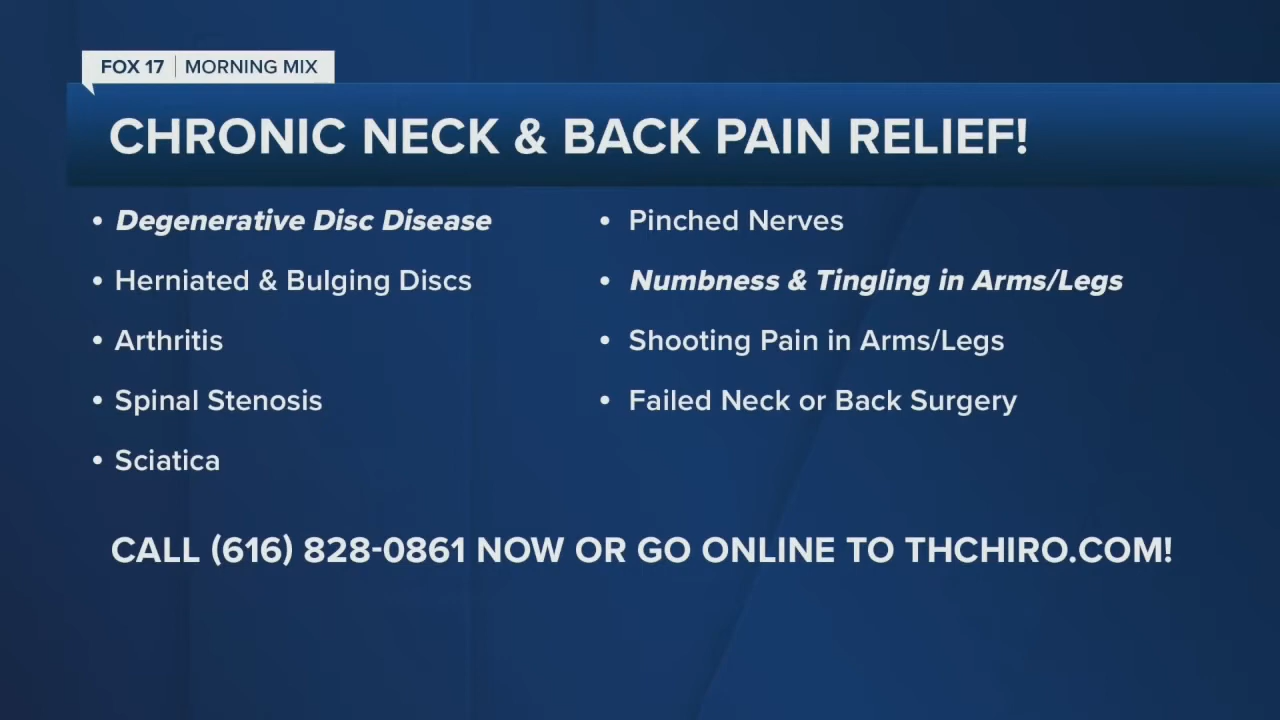 FOX 17 | MORNING MIX
CHRONIC NECK & BACK PAIN RELIEF!
• Degenerative Disc Disease
• Herniated & Bulging Discs
• Arthritis
• Spinal Stenosis
• Sciatica
• Pinched Nerves
• Numbness & Tingling in Arms/Legs
• Shooting Pain in Arms/Legs
• Failed Neck or Back Surgery
CALL (616) 828-0861 NOW OR GO ONLINE TO THCHIRO.COM!